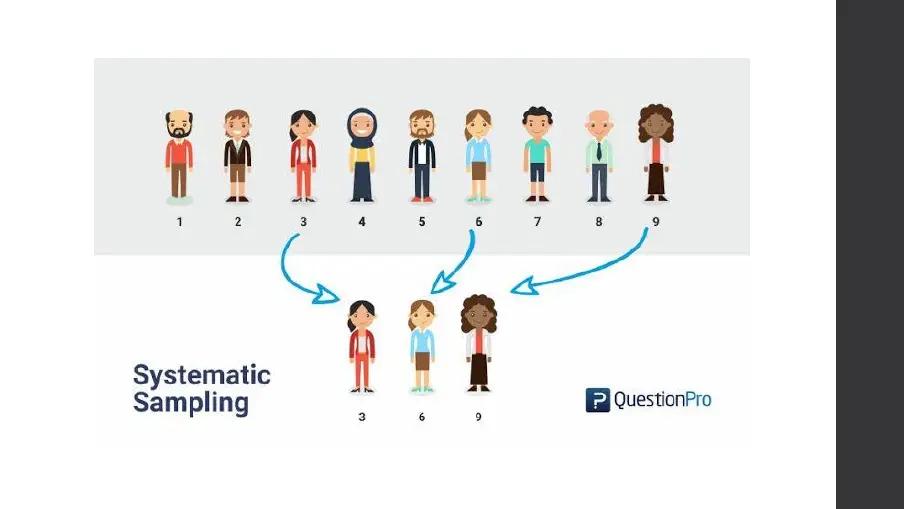 1 2 3 4 5 6 7 8 9
Systematic
Sampling
3 6 9
QuestionPro